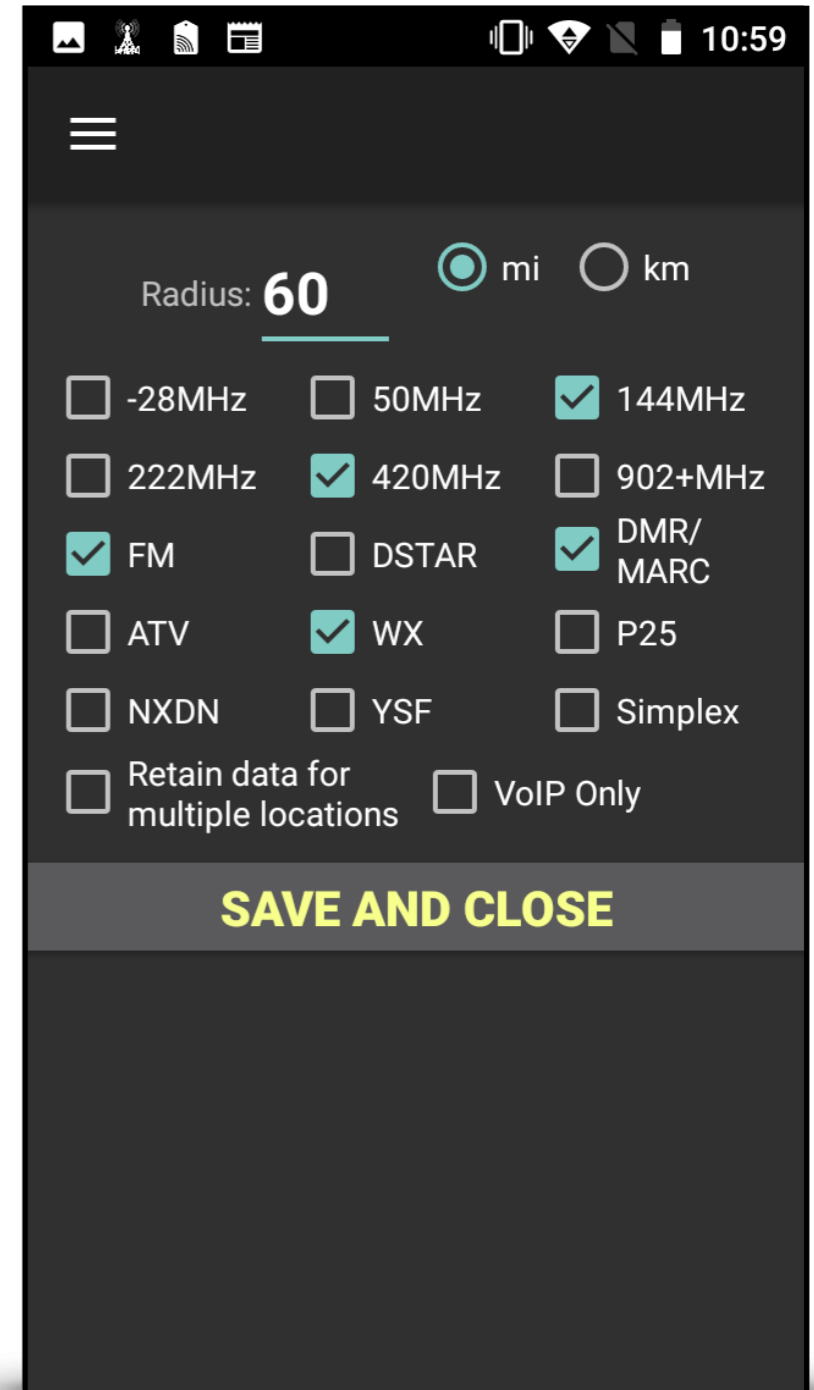 10:59
Radius: 60 mi km
-28MHz 50MHz 144MHz
222MHz 420MHz 902+MHz
FM DSTAR DMR/
MARC
ATV WX P25
NXDN YSF Simplex
Retain data for
multiple locations VoIP Only
SAVE AND CLOSE